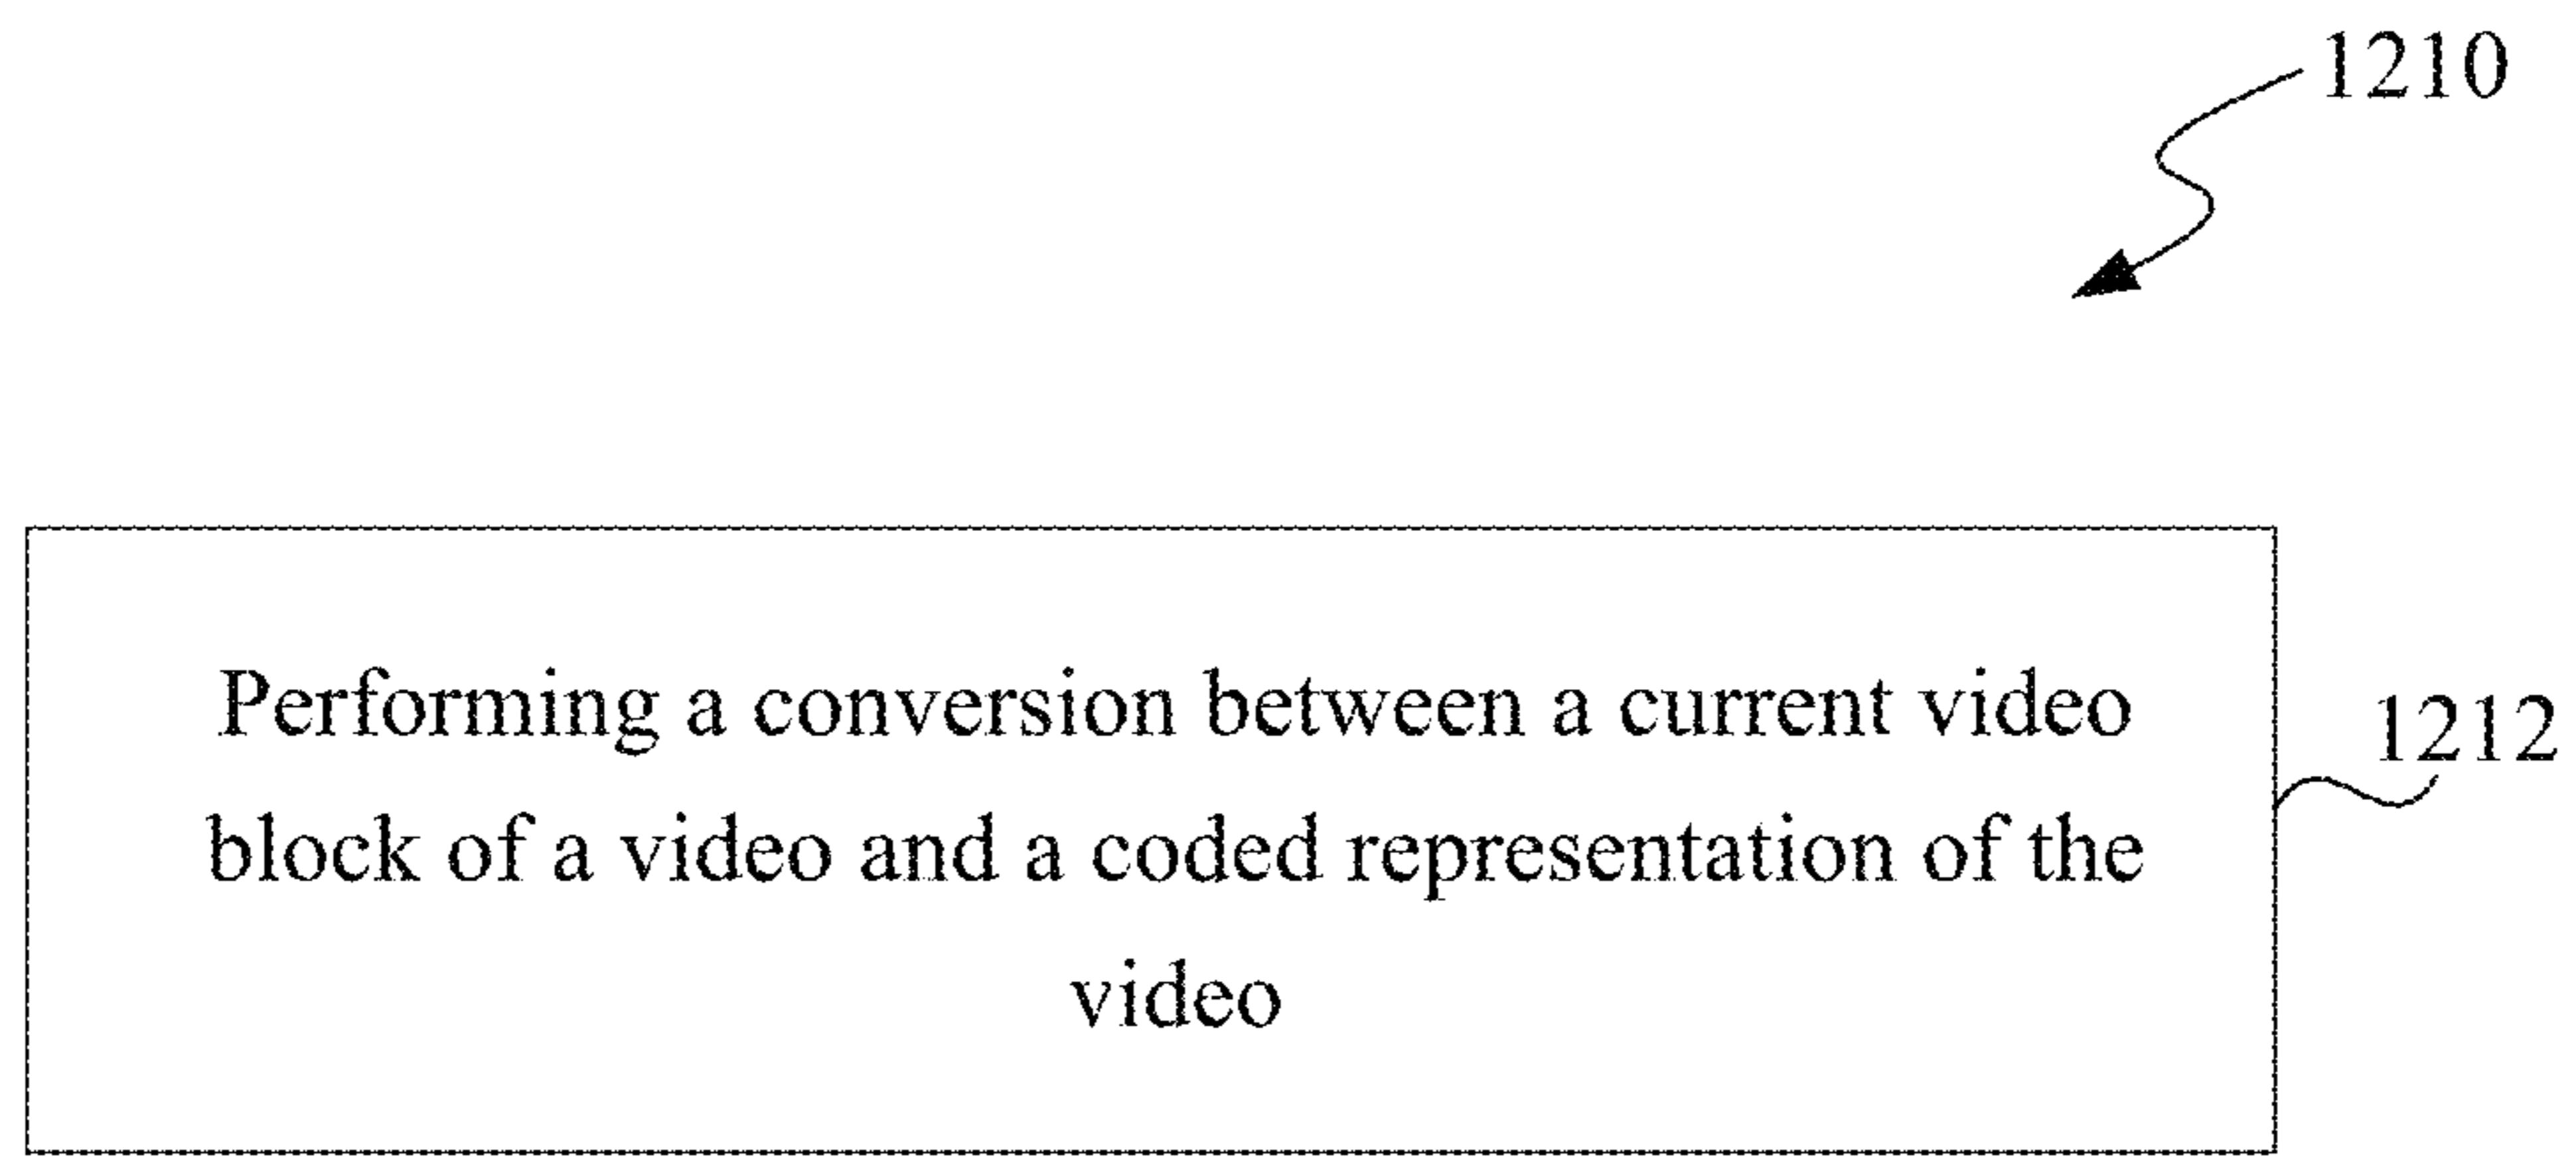 1210
Performing a conversion between a current video
block of a video and a coded representation of the
video
1212